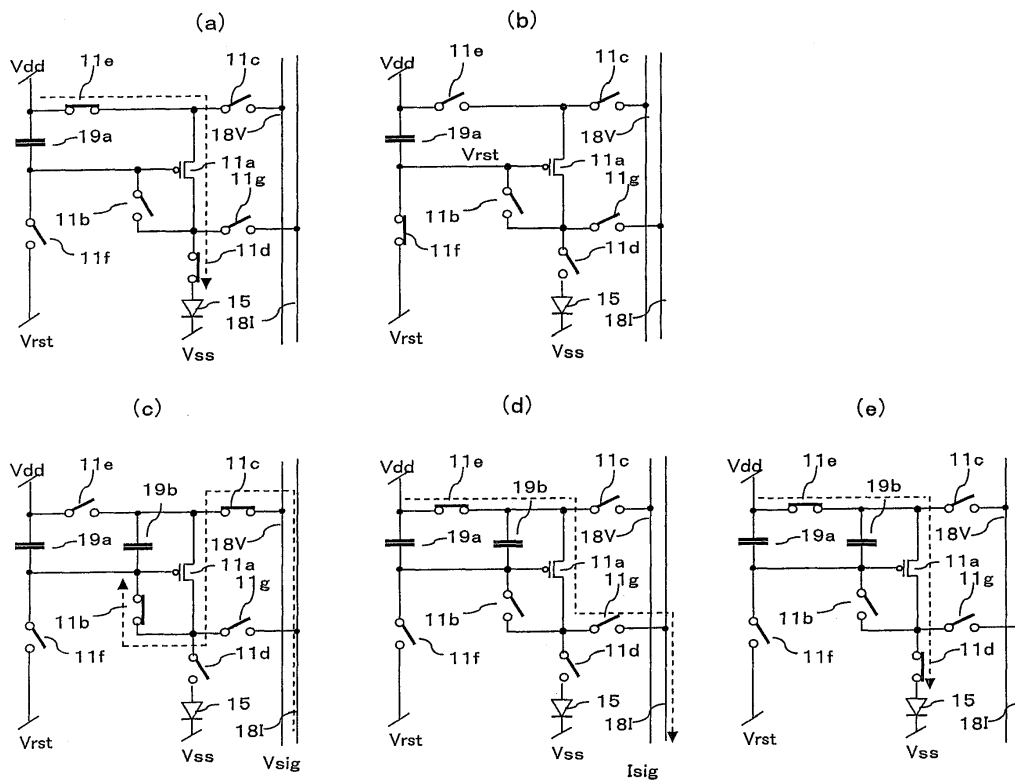 (a)
Vdd
11e
11c
19a
18V
11a
11g
11b
11f
11d
15
18I
Vrst
Vss
(b)
Vdd
11e
11c
19a
18V
Vrst
11a
11g
11b
11f
11d
15
18I
Vrst
Vss
(c)
Vdd
11e
11c
19b
19a
18V
11a
11g
11b
11f
11d
15
18I
Vrst
Vss
Vsig
(d)
Vdd
11e
11c
19b
19a
18V
11a
11g
11b
11f
11d
15
18I
Vrst
Vss
Isig
(e)
Vdd
11e
11c
19b
19a
18V
11a
11g
11b
11f
11d
15
18I
Vrst
Vss